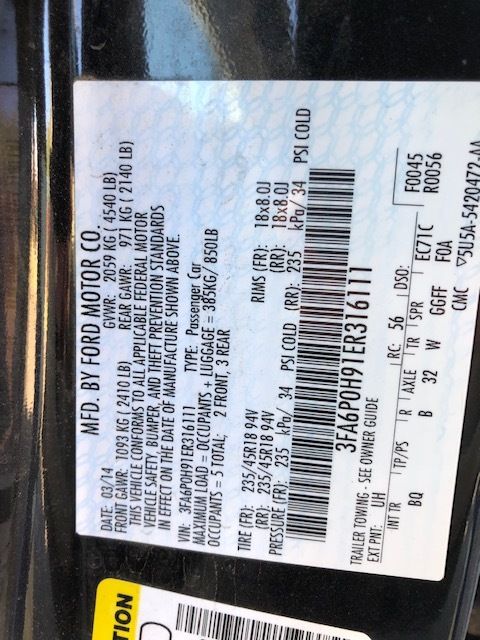 MFD. BY FORD MOTOR CO.
DATE: 03/14 GVWR: 2059 KG (4540 LB)
FRONT GAWR: 1093 KG (2410 LB) REAR GAWR: 971 KG (2140 LB)
THIS VEHICLE CONFORMS TO ALL APPLICABLE FEDERAL MOTOR
VEHICLE SAFETY, BUMPER, AND THEFT PREVENTION STANDARDS
IN EFFECT ON THE DATE OF MANUFACTURE SHOWN ABOVE.
VIN: 3FA6P0H91ER316111 TYPE: Passenger Car
MAXIMUM LOAD = OCCUPANTS + LUGGAGE = 385KG/ 850LB
OCCUPANTS = 5 TOTAL; 2 FRONT, 3 REAR
TIRE (FR): 235/45R18 94V RIMS (FR): 18x8.0J
TIRE (RR): 235/45R18 94V (RR): 18x8.0J
PRESSURE (FR): 235 kPa/ 34 PSI COLD (RR): 235 kPa/ 34 PSI COLD
3FA6P0H91ER316111
TRAILER TOWING - SEE OWNER GUIDE
EXT PNT: UH RC: 56 DSO: F0045
R0056
INT TR TP/PS R AXLE TR SPR EC71C
BQ B 32 W GGFF FOA
CMC 5U5A-5420472-AA
TION